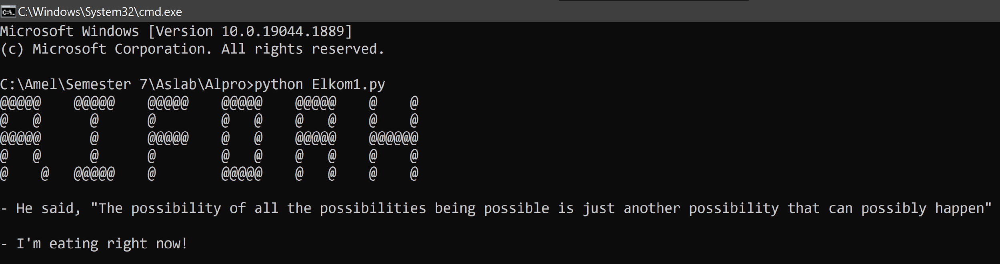 C:\Windows\System32\cmd.exe
Microsoft Windows [Version 10.0.19044.1889]
(c) Microsoft Corporation. All rights reserved.
C:\Amel\Semester 7\Aslab\Alpro>python Elkom1.py
@@@@@    @@@@@    @@@@@    @@@@@    @@@@@    @    @
@   @      @      @        @   @    @   @    @    @
@@@@@      @      @@@@@    @   @    @@@@@    @@@@@@
@   @      @      @        @   @    @   @    @    @
@    @   @@@@@    @        @@@@@    @   @    @    @
- He said, "The possibility of all the possibilities being possible is just another possibility that can possibly happen"
- I'm eating right now!